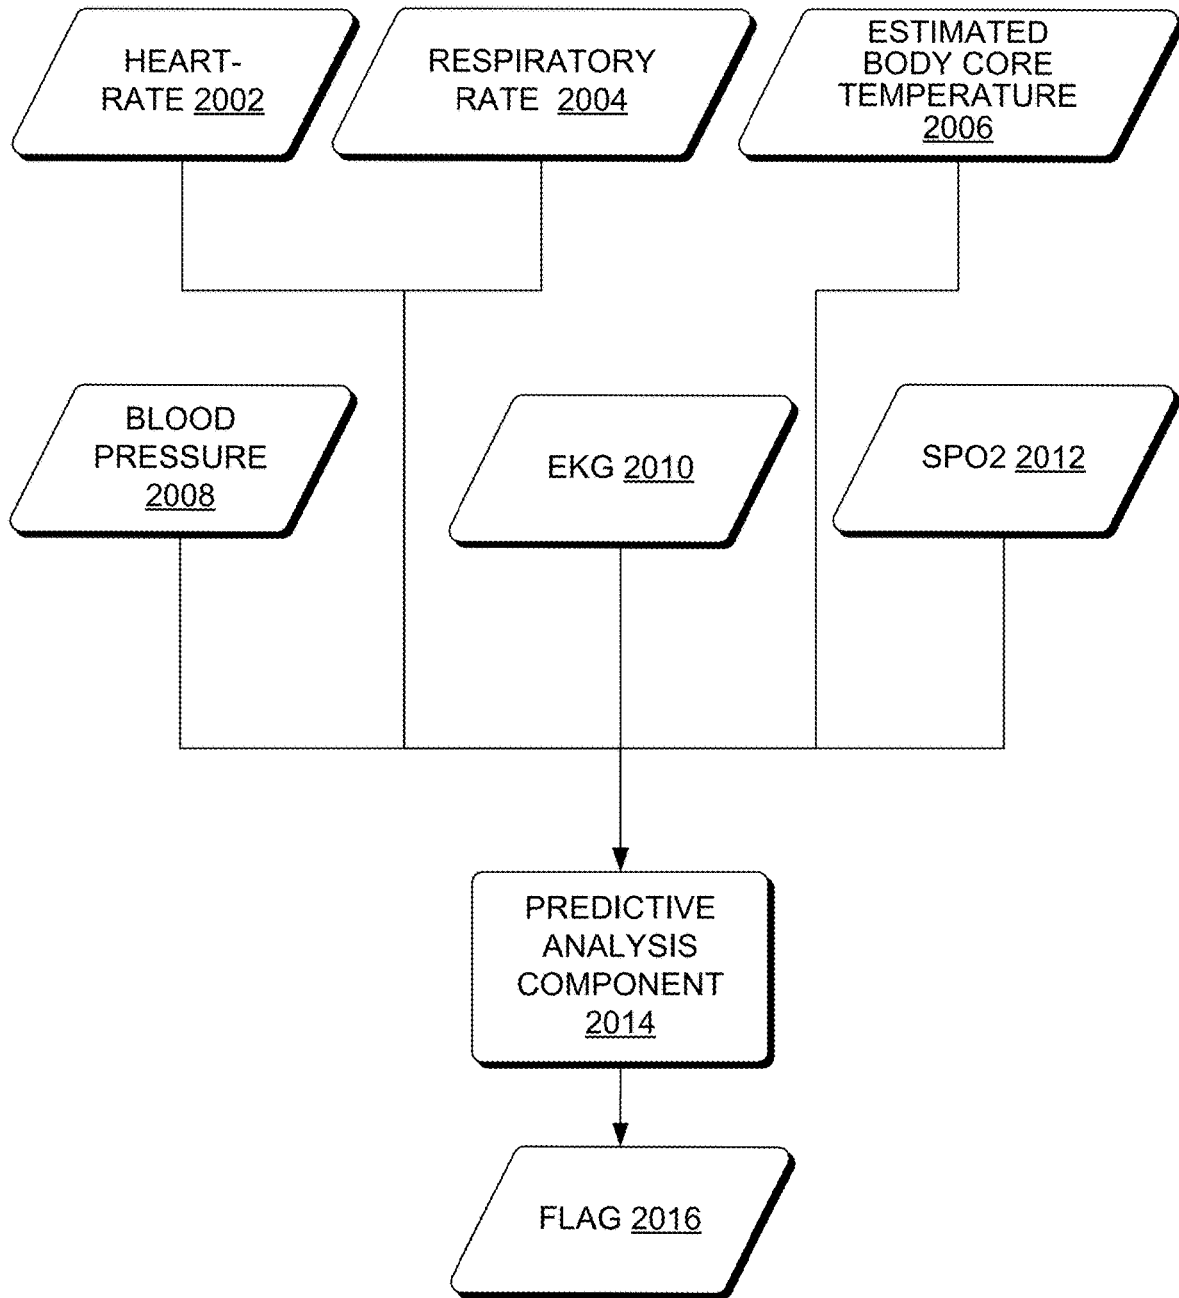 HEART-
RATE 2002
RESPIRATORY
RATE 2004
ESTIMATED
BODY CORE
TEMPERATURE
2006
BLOOD
PRESSURE
2008
EKG 2010
SPO2 2012
PREDICTIVE
ANALYSIS
COMPONENT
2014
FLAG 2016